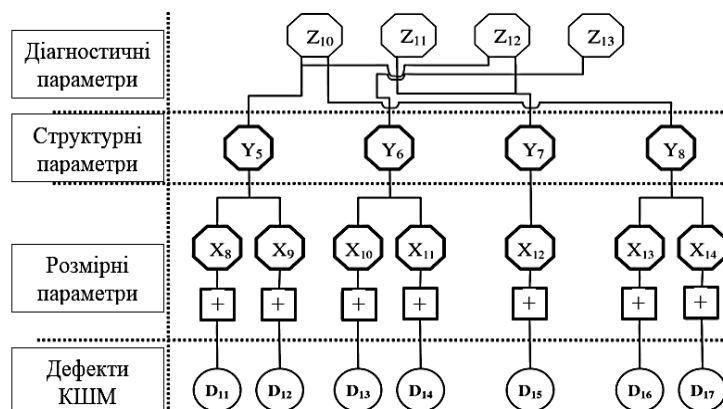 Діагностичні
параметри
Z₁₀ Z₁₁ Z₁₂ Z₁₃
Структурні
параметри
Y₅ Y₆ Y₇ Y₈
Розмірні
параметри
X₈ X₉ X₁₀ X₁₁ X₁₂ X₁₃ X₁₄
+ + + + + + +
Дефекти
КШМ
D₁₁ D₁₂ D₁₃ D₁₄ D₁₅ D₁₆ D₁₇